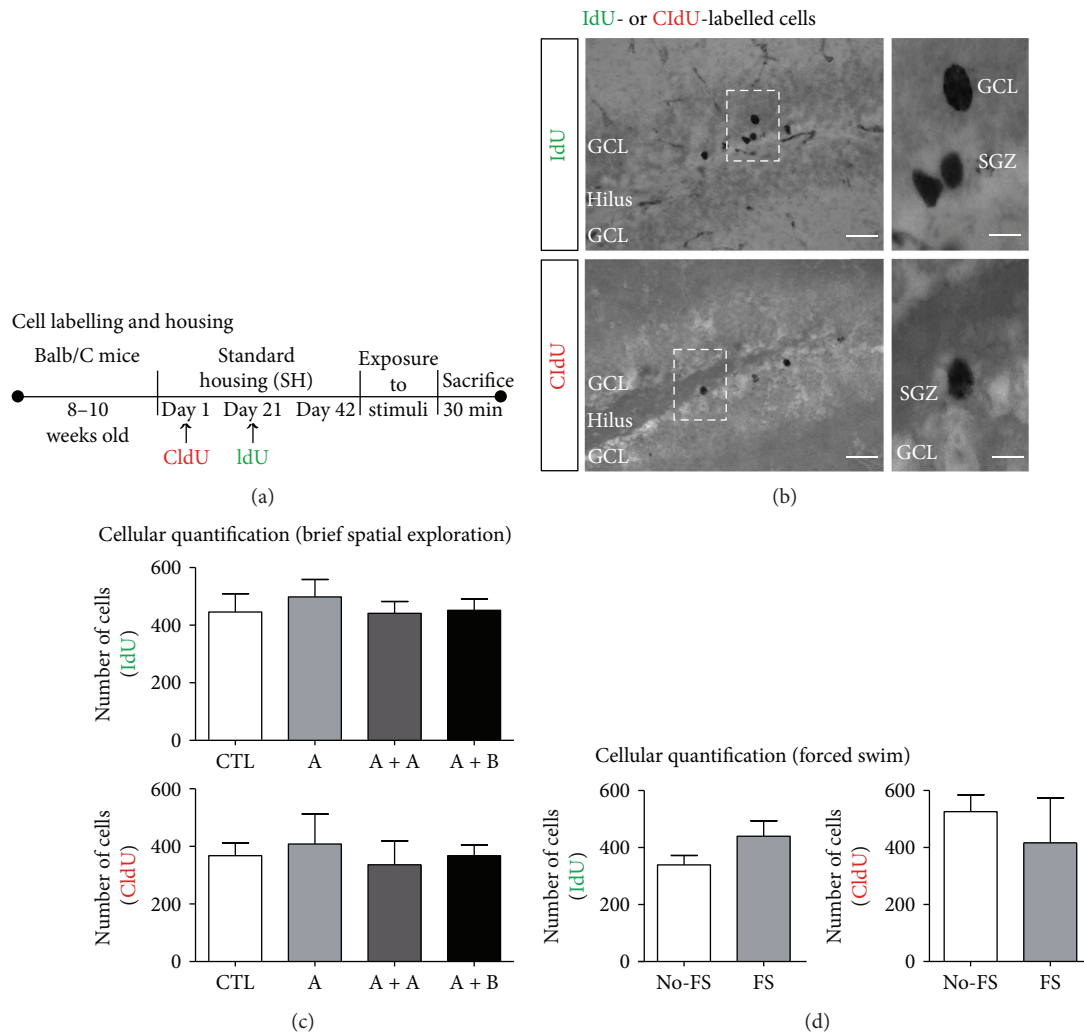 IdU- or CIdU-labelled cells
IdU
GCL
Hilus
GCL
GCL
SGZ
CIdU
GCL
Hilus
GCL
SGZ
GCL
(b)
Cell labelling and housing
Balb/C mice
Standard
housing (SH)
Exposure
to
stimuli
Sacrifice
8–10
weeks old
Day 1
Day 21
Day 42
30 min
CldU
ldU
(a)
Cellular quantification (brief spatial exploration)
Number of cells
(IdU)
600
400
200
0
CTL
A
A + A
A + B
Number of cells
(CldU)
600
400
200
0
CTL
A
A + A
A + B
(c)
Cellular quantification (forced swim)
Number of cells
(IdU)
600
400
200
0
No-FS
FS
Number of cells
(CldU)
600
400
200
0
No-FS
FS
(d)